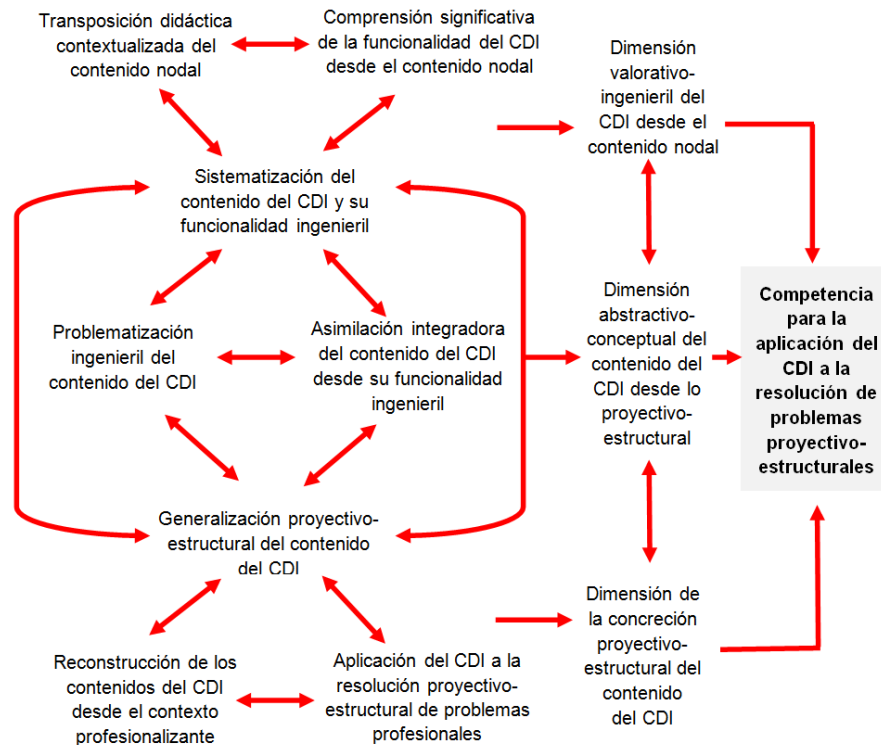 Transposición didáctica
contextualizada del
contenido nodal
Comprensión significativa
de la funcionalidad del CDI
desde el contenido nodal
Dimensión
valorativo-
ingenieril del
CDI desde el
contenido nodal
Sistematización del
contenido del CDI y su
funcionalidad ingenieril
Problematización
ingenieril del
contenido del CDI
Asimilación integradora
del contenido del CDI
desde su funcionalidad
ingenieril
Dimensión
abstractivo-
conceptual del
contenido del
CDI desde lo
proyectivo-
estructural
Competencia
para la
aplicación del
CDI a la
resolución de
problemas
proyectivo-
estructurales
Generalización proyectivo-
estructural del contenido
del CDI
Dimensión de
la concreción
proyectivo-
estructural del
contenido
del CDI
Reconstrucción de los
contenidos del CDI
desde el contexto
profesionalizante
Aplicación del CDI a la
resolución proyectivo-
estructural de problemas
profesionales